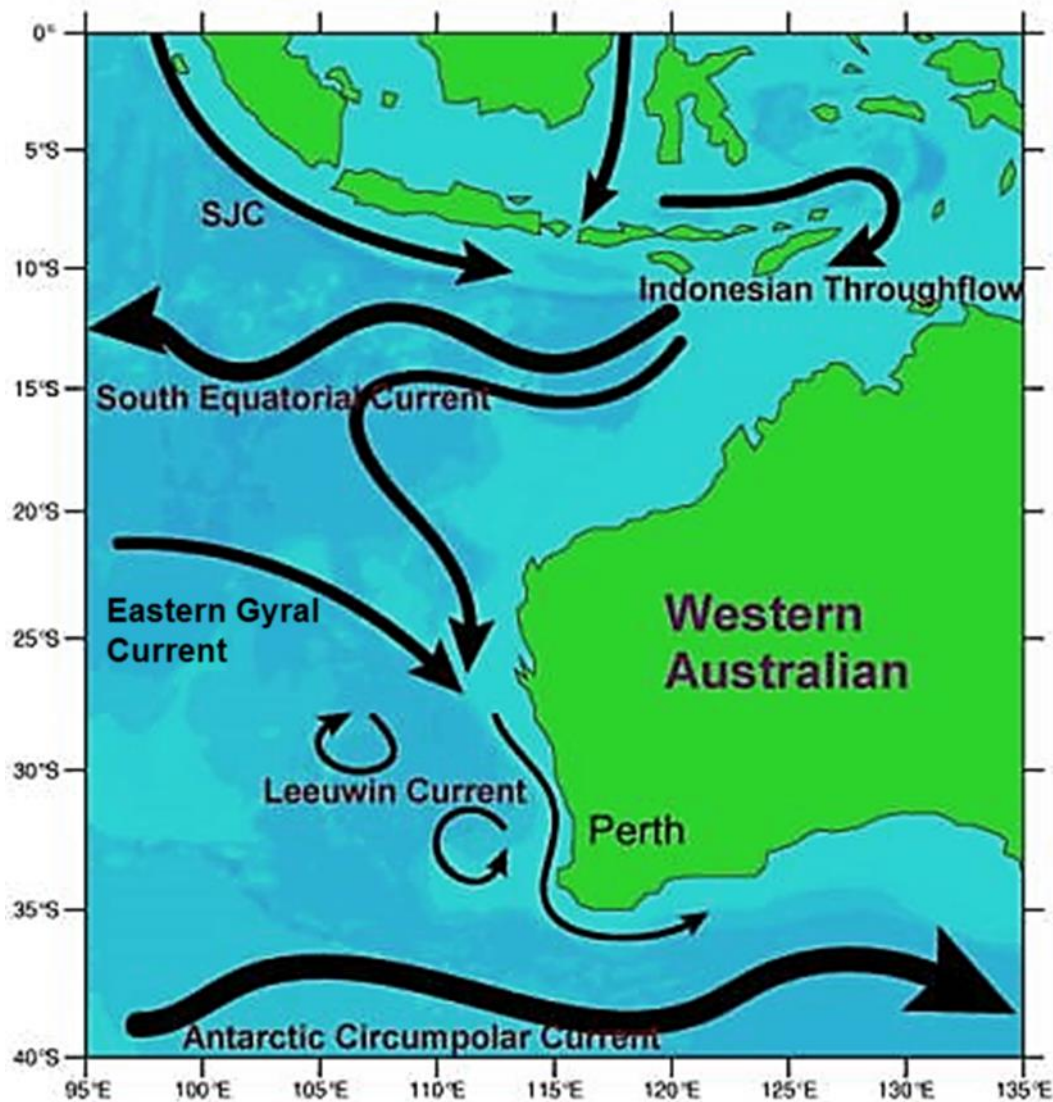 0°
5°S
SJC
10°S
Indonesian Throughflow
15°S
South Equatorial Current
20°S
Eastern Gyral
Current
25°S
Western
Australian
30°S
Leeuwin Current
Perth
35°S
Antarctic Circumpolar Current
40°S
95°E 100°E 105°E 110°E 115°E 120°E 125°E 130°E 135°E